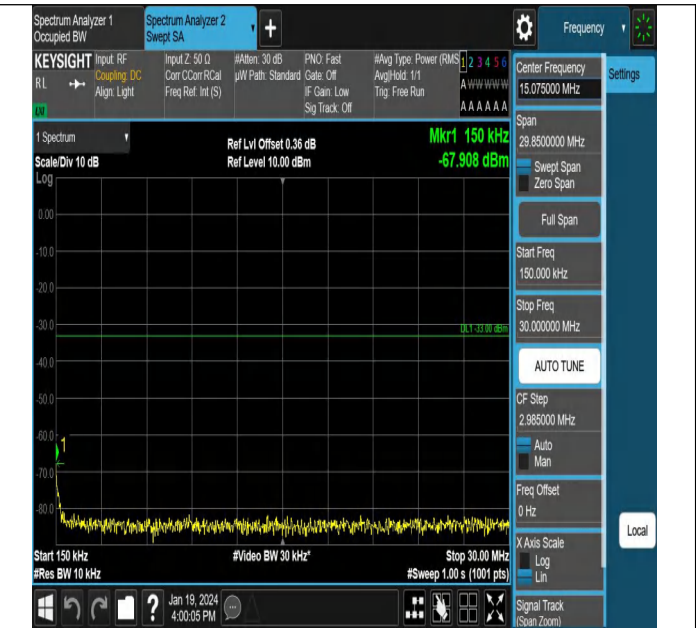 Spectrum Analyzer 1
Occupied BW
Spectrum Analyzer 2
Swept SA
Frequency
KEYSIGHT
RL
Input: RF
Coupling: DC
Align: Light
Input Z: 50 Ω
Corr CCorr RCal
Freq Ref: Int (S)
#Atten: 30 dB
µW Path: Standard
PNO: Fast
Gate: Off
IF Gain: Low
Sig Track: Off
#Avg Type: Power (RMS
Avg|Hold: 1/1
Trig: Free Run
1 2 3 4 5 6
A W W W W W
A A A A A A
1 Spectrum
Scale/Div 10 dB
Ref Lvl Offset 0.36 dB
Ref Level 10.00 dBm
Mkr1 150 kHz
-67.908 dBm
Log
0.00
-10.0
-20.0
-30.0
-40.0
-50.0
-60.0
-70.0
-80.0
DL1 -33.00 dBm
1
Start 150 kHz
#Res BW 10 kHz
#Video BW 30 kHz*
Stop 30.00 MHz
#Sweep 1.00 s (1001 pts)
Jan 19, 2024
4:00:05 PM
Center Frequency
15.075000 MHz
Settings
Span
29.8500000 MHz
Swept Span
Zero Span
Full Span
Start Freq
150.000 kHz
Stop Freq
30.000000 MHz
AUTO TUNE
CF Step
2.985000 MHz
Auto
Man
Freq Offset
0 Hz
X Axis Scale
Log
Lin
Local
Signal Track
(Span Zoom)